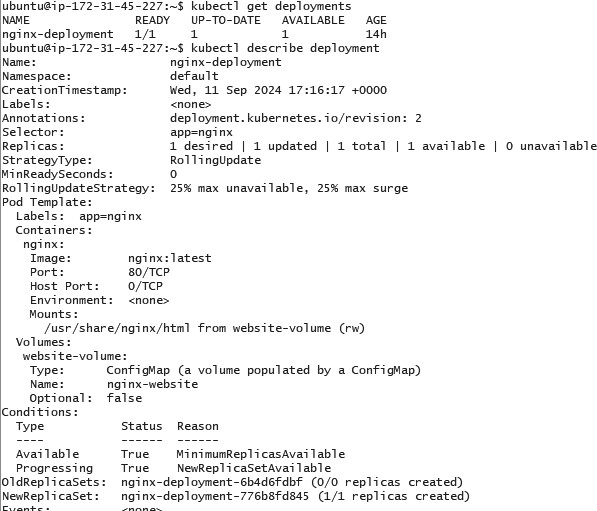 ubuntu@ip-172-31-45-227:~$ kubectl get deployments
NAME               READY   UP-TO-DATE   AVAILABLE   AGE
nginx-deployment   1/1     1            1           14h
ubuntu@ip-172-31-45-227:~$ kubectl describe deployment
Name:                   nginx-deployment
Namespace:              default
CreationTimestamp:      Wed, 11 Sep 2024 17:16:17 +0000
Labels:                 <none>
Annotations:            deployment.kubernetes.io/revision: 2
Selector:               app=nginx
Replicas:               1 desired | 1 updated | 1 total | 1 available | 0 unavailable
StrategyType:           RollingUpdate
MinReadySeconds:        0
RollingUpdateStrategy:  25% max unavailable, 25% max surge
Pod Template:
  Labels:  app=nginx
  Containers:
   nginx:
    Image:        nginx:latest
    Port:         80/TCP
    Host Port:    0/TCP
    Environment:  <none>
    Mounts:
      /usr/share/nginx/html from website-volume (rw)
  Volumes:
   website-volume:
    Type:      ConfigMap (a volume populated by a ConfigMap)
    Name:      nginx-website
    Optional:  false
Conditions:
  Type           Status  Reason
  ----           ------  ------
  Available      True    MinimumReplicasAvailable
  Progressing    True    NewReplicaSetAvailable
OldReplicaSets:  nginx-deployment-6b4d6fdbf (0/0 replicas created)
NewReplicaSet:   nginx-deployment-776b8fd845 (1/1 replicas created)
Events:          <none>